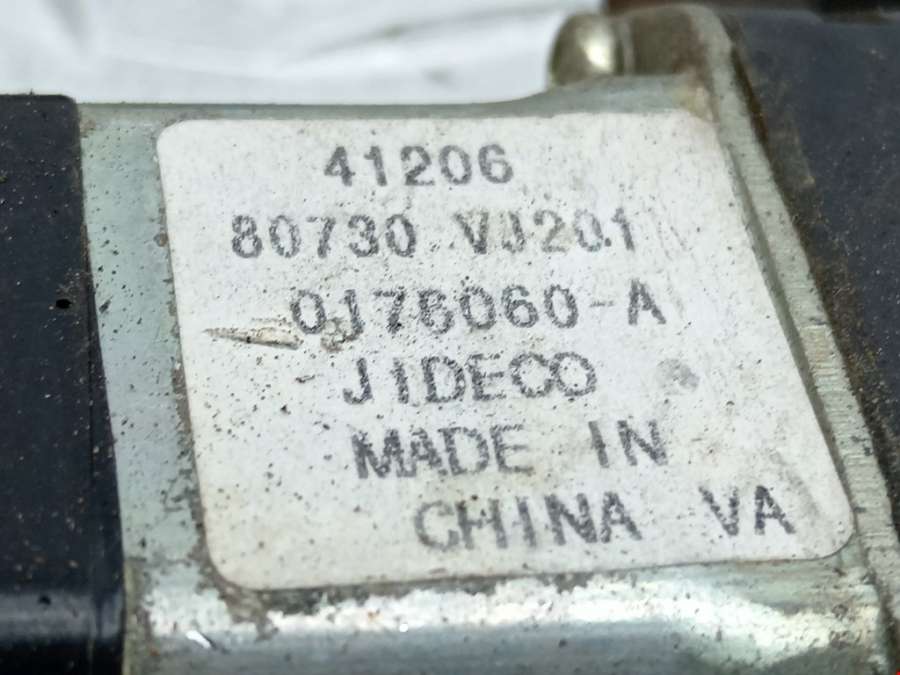 41206
80730 VJ201
0J76060-A
JIDECO
MADE IN
CHINA VA